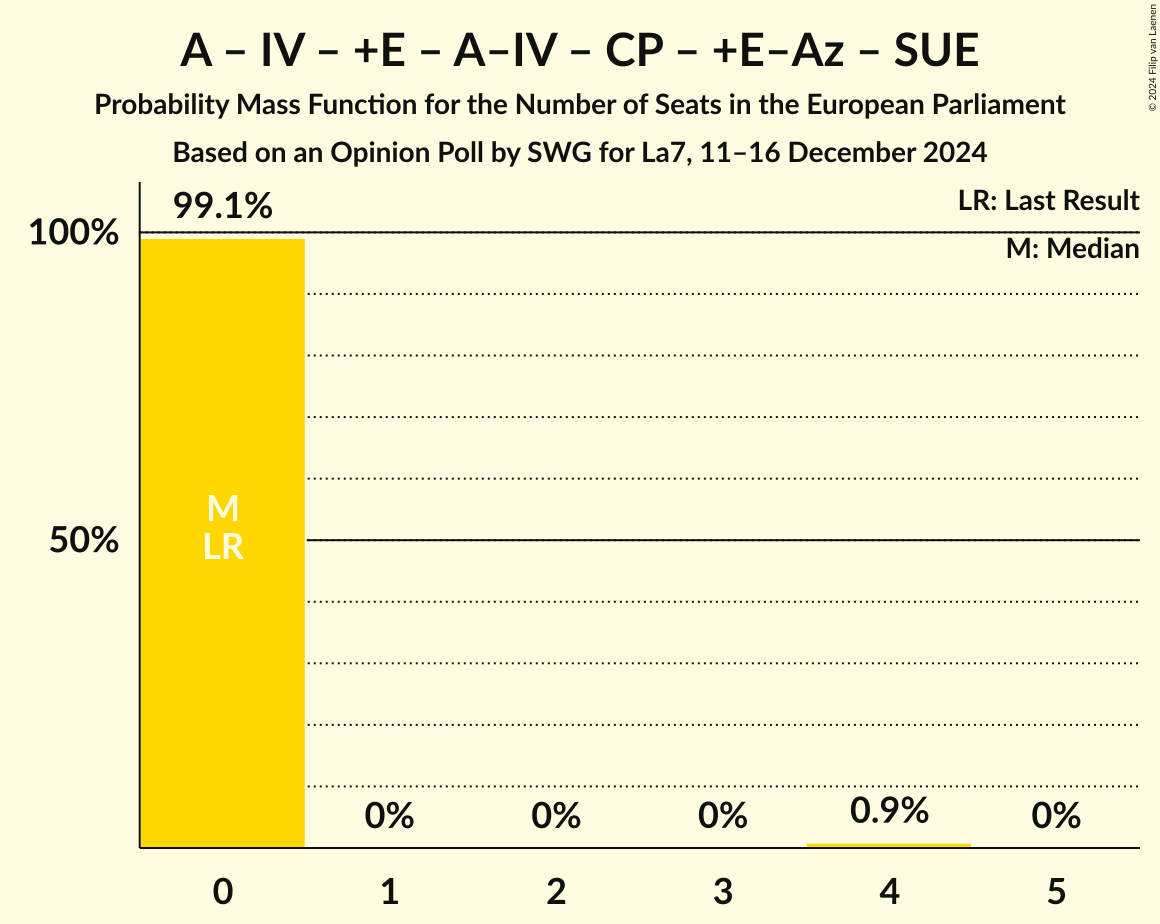 A – IV – +E – A–IV – CP – +E–Az – SUE
Probability Mass Function for the Number of Seats in the European Parliament
Based on an Opinion Poll by SWG for La7, 11–16 December 2024
© 2024 Filip van Laenen
LR: Last Result
M: Median
99.1%
100%
50%
M
LR
0%
0%
0%
0.9%
0%
0
1
2
3
4
5